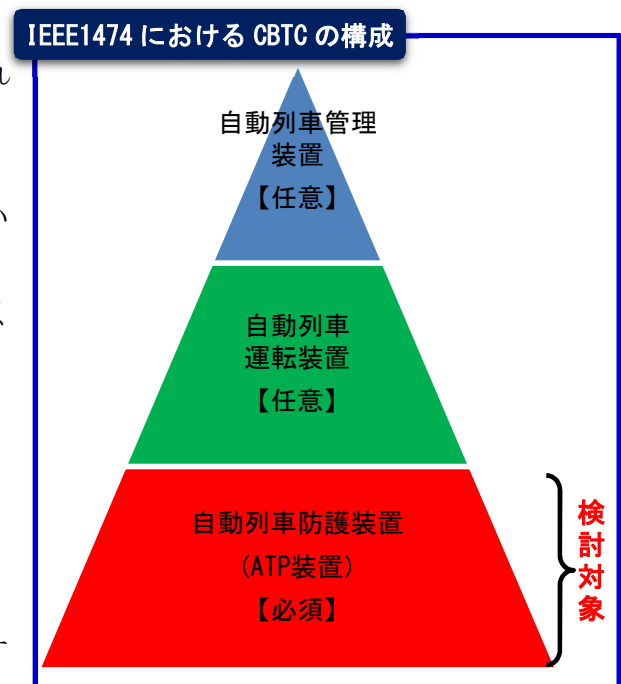 IEEE1474 における CBTC の構成
自動列車管理
装置
【任意】
自動列車
運転装置
【任意】
自動列車防護装置
(ATP装置)
【必須】
検討対象